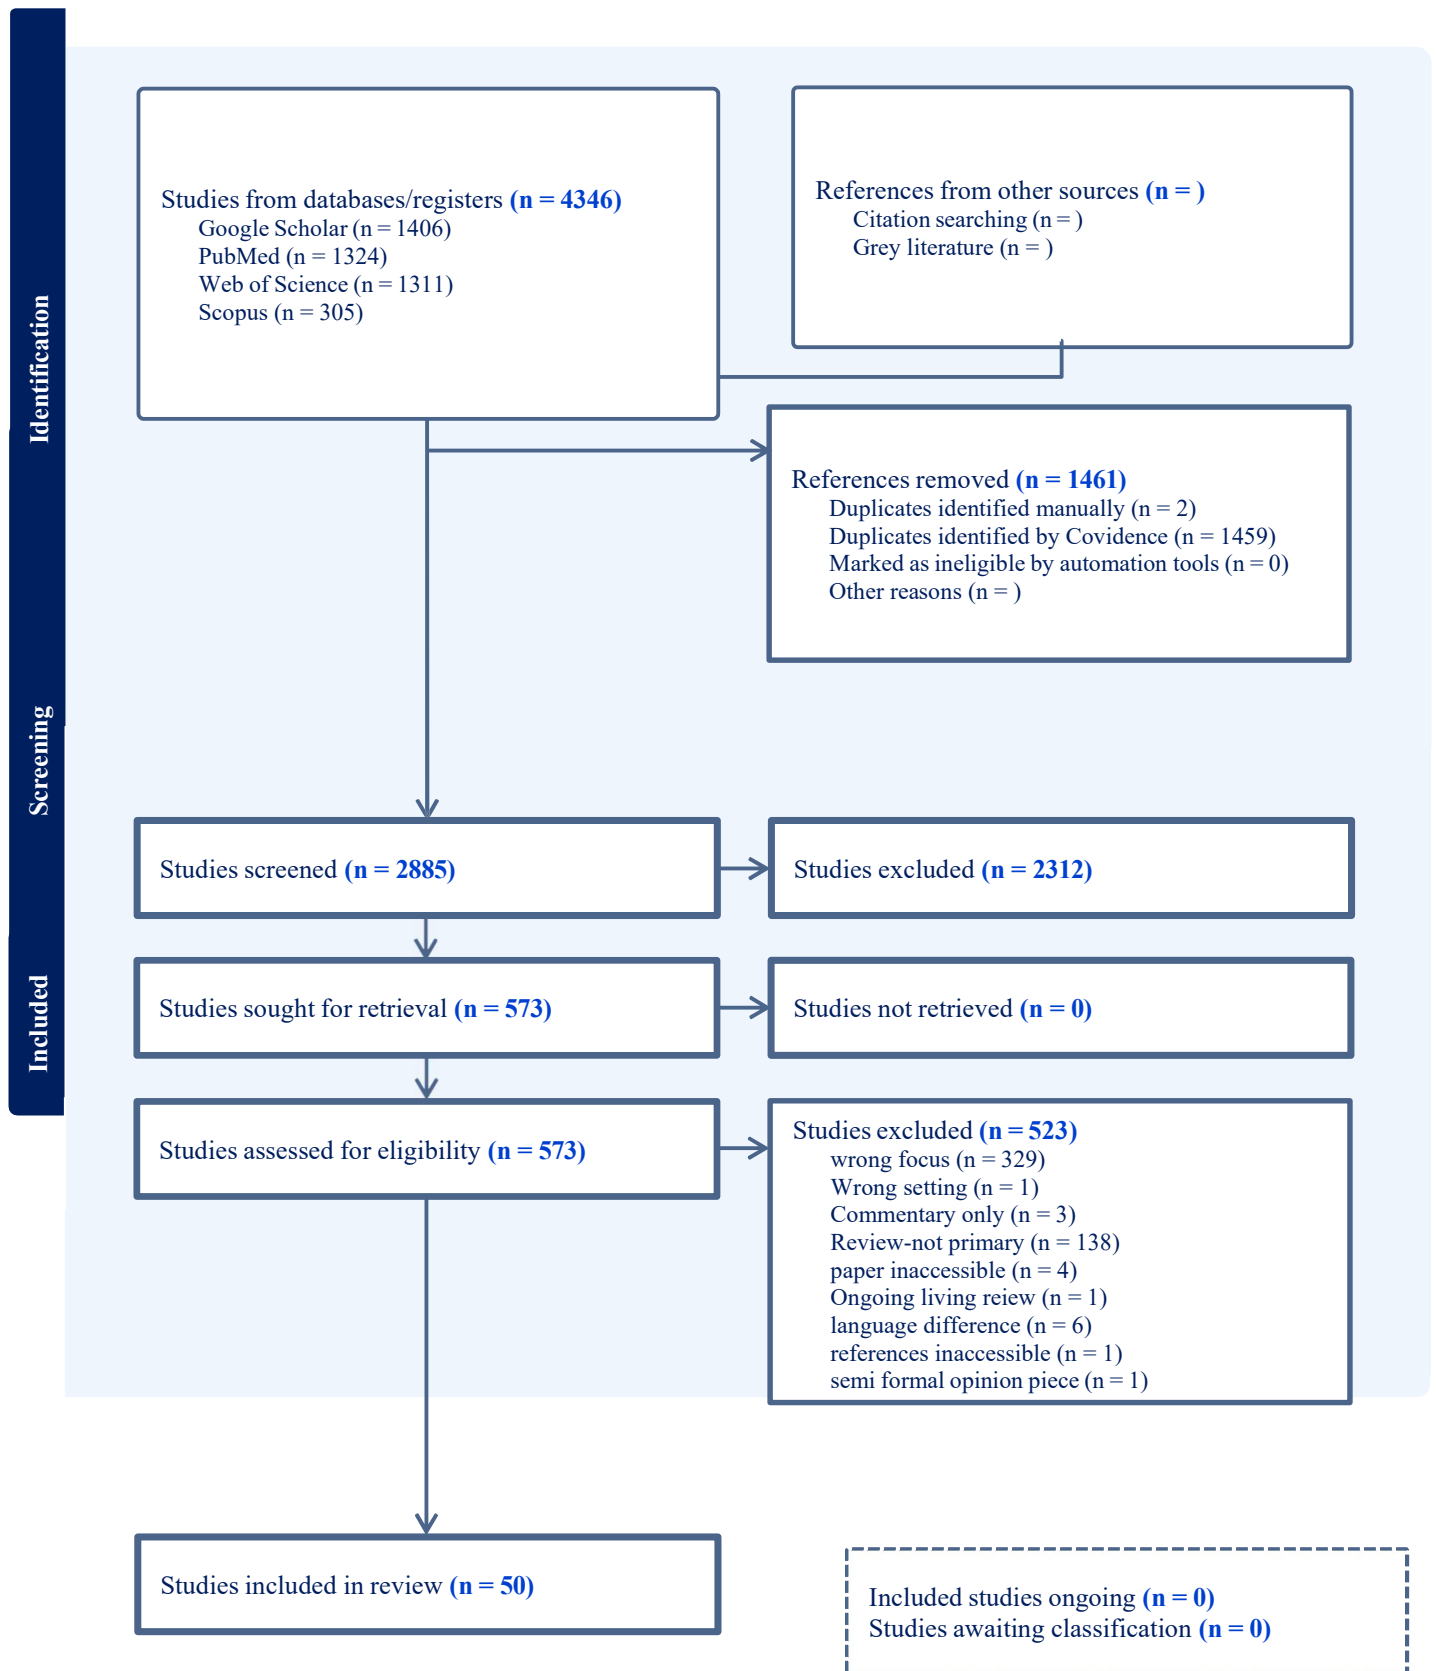 Identification
Studies from databases/registers (n = 4346)
Google Scholar (n = 1406)
PubMed (n = 1324)
Web of Science (n = 1311)
Scopus (n = 305)
References from other sources (n = )
Citation searching (n = )
Grey literature (n = )
References removed (n = 1461)
Duplicates identified manually (n = 2)
Duplicates identified by Covidence (n = 1459)
Marked as ineligible by automation tools (n = 0)
Other reasons (n = )
Screening
Studies screened (n = 2885)
Studies excluded (n = 2312)
Studies sought for retrieval (n = 573)
Studies not retrieved (n = 0)
Included
Studies assessed for eligibility (n = 573)
Studies excluded (n = 523)
wrong focus (n = 329)
Wrong setting (n = 1)
Commentary only (n = 3)
Review-not primary (n = 138)
paper inaccessible (n = 4)
Ongoing living reiew (n = 1)
language difference (n = 6)
references inaccessible (n = 1)
semi formal opinion piece (n = 1)
Studies included in review (n = 50)
Included studies ongoing (n = 0)
Studies awaiting classification (n = 0)